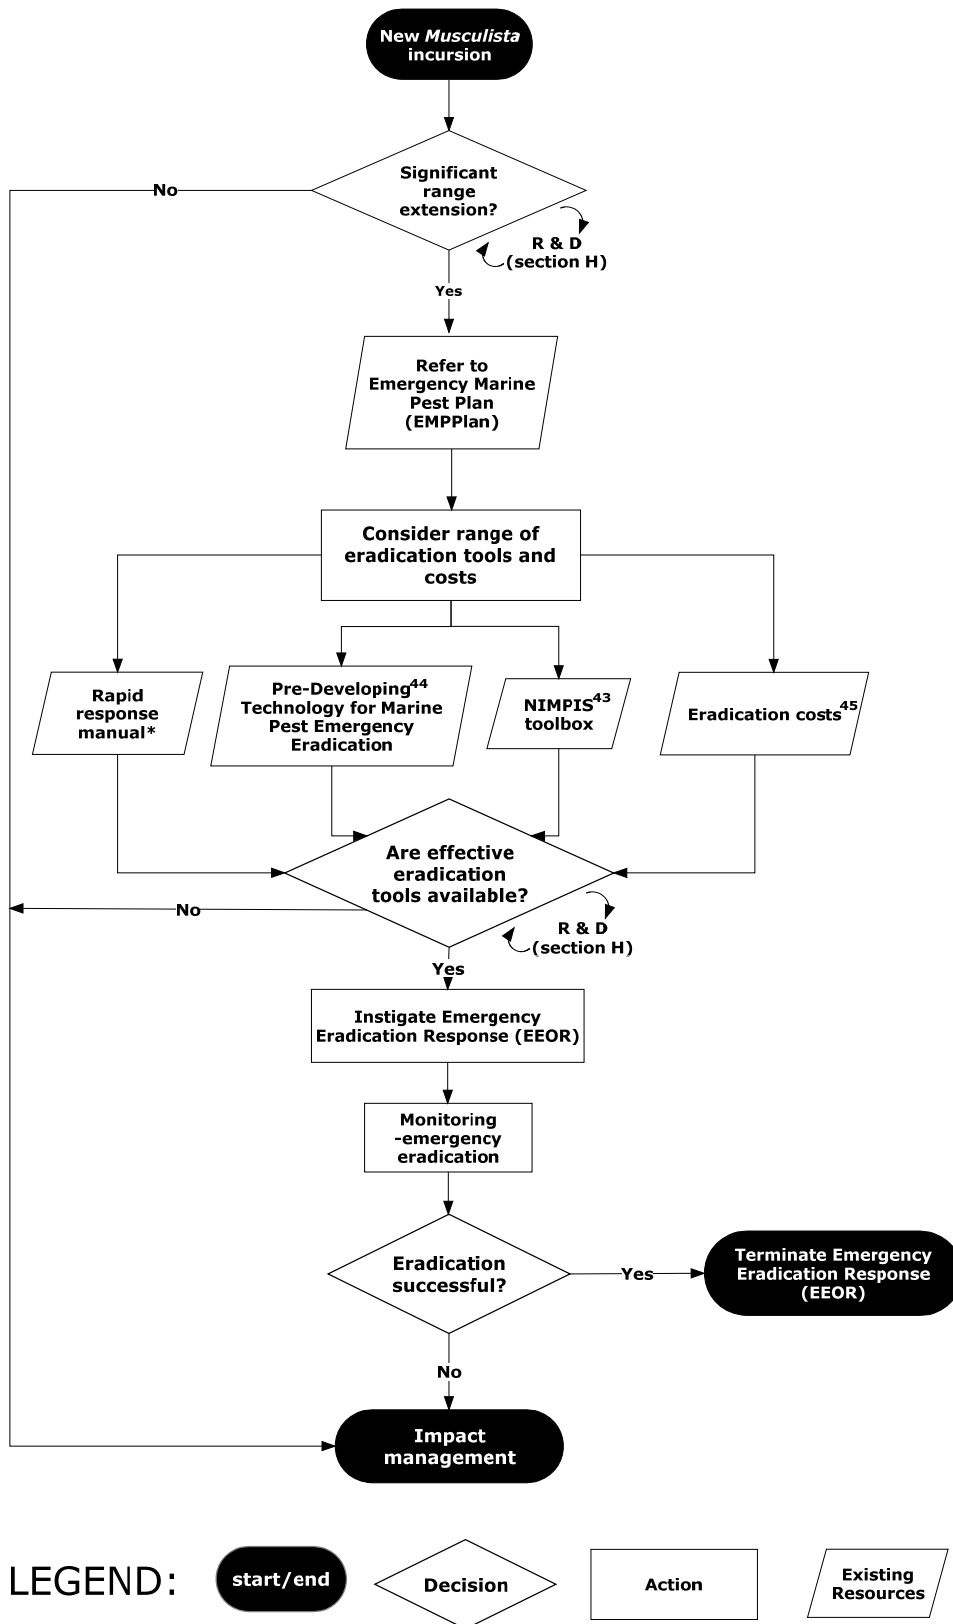 New Musculista
incursion
Significant
range
extension?
No
R & D
(section H)
Yes
Refer to
Emergency Marine
Pest Plan
(EMPPlan)
Consider range of
eradication tools and
costs
Rapid
response
manual*
Pre-Developing44
Technology for Marine
Pest Emergency
Eradication
NIMPIS43
toolbox
Eradication costs45
Are effective
eradication
tools available?
No
R & D
(section H)
Yes
Instigate Emergency
Eradication Response (EEOR)
Monitoring
-emergency
eradication
Eradication
successful?
Yes
Terminate Emergency
Eradication Response
(EEOR)
No
Impact
management
LEGEND:
start/end
Decision
Action
Existing
Resources